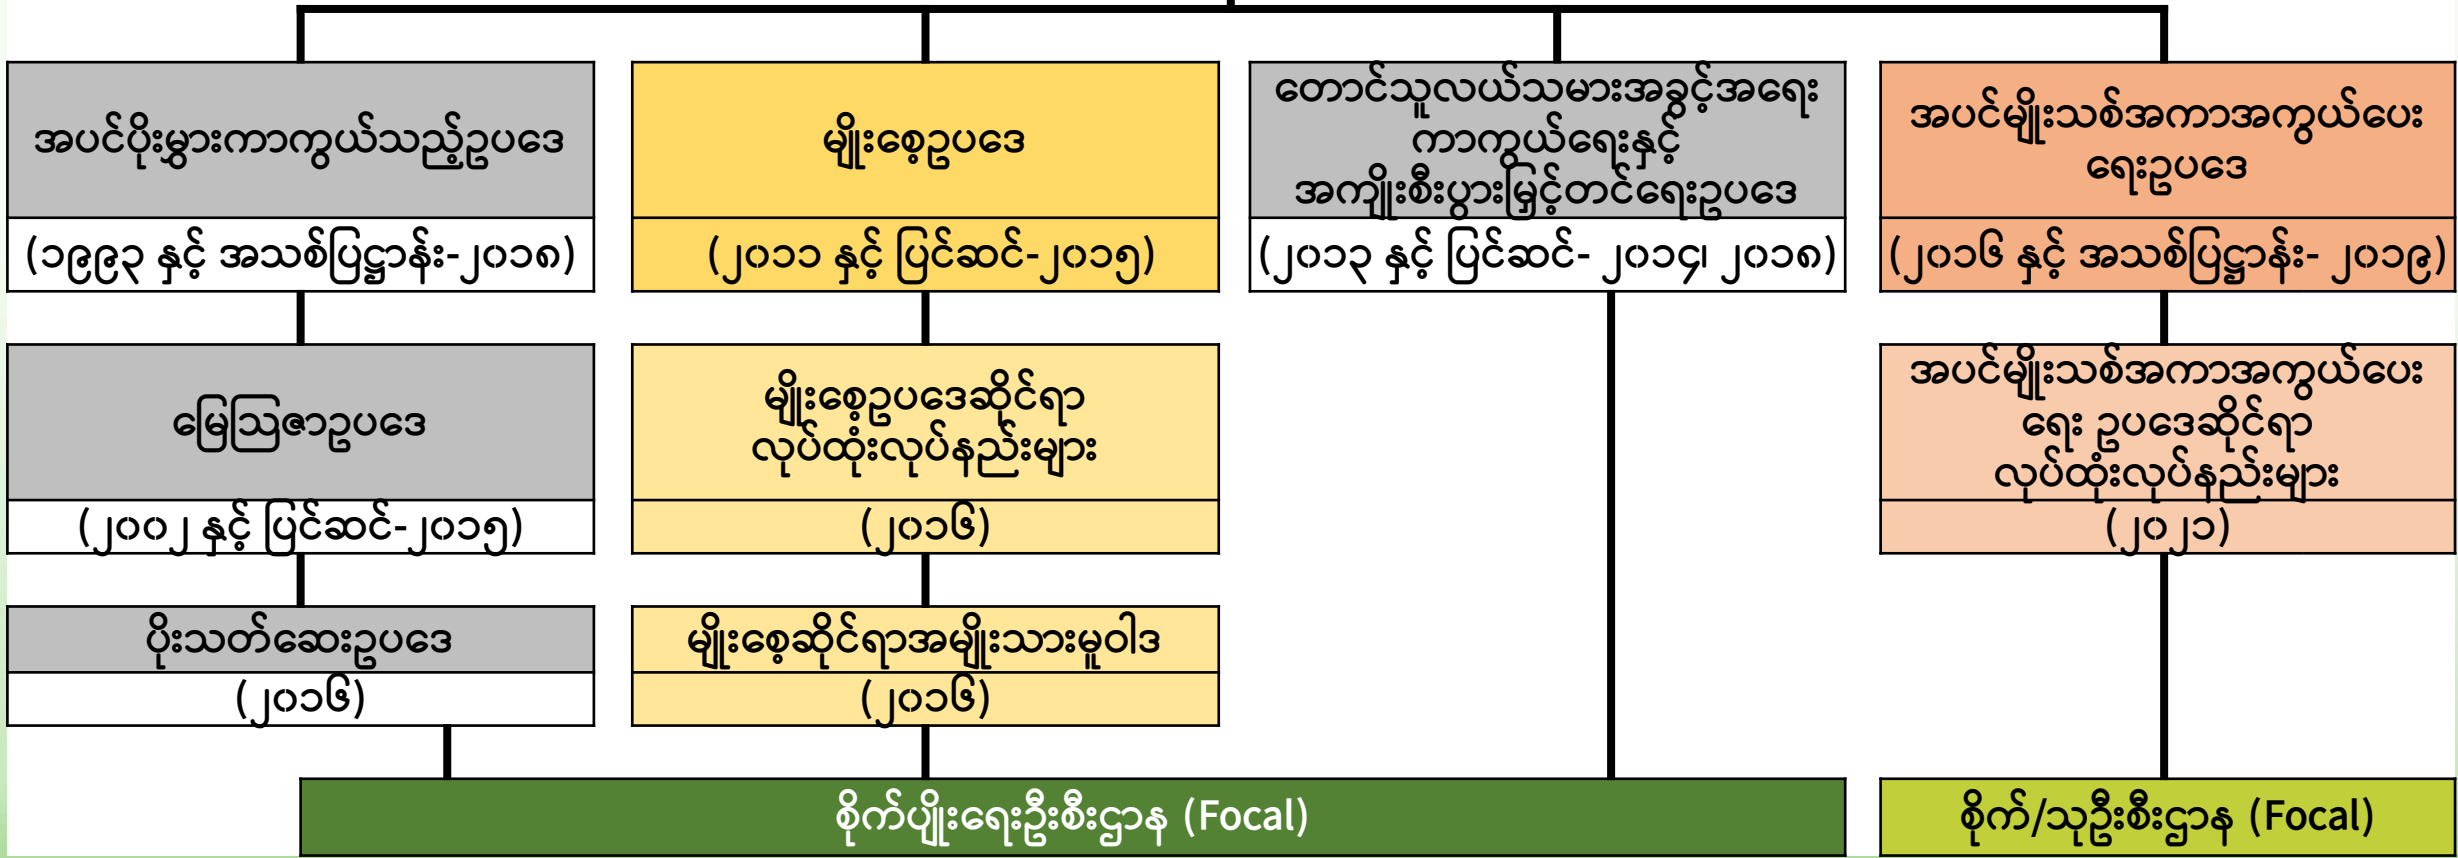 အပင်ပိုးမွှားကာကွယ်သည့်ဥပဒေ
(၁၉၉၃ နှင့် အသစ်ပြဋ္ဌာန်း-၂၀၁၈)
မျိုးစေ့ဥပဒေ
(၂၀၁၁ နှင့် ပြင်ဆင်-၂၀၁၅)
တောင်သူလယ်သမားအခွင့်အရေး
ကာကွယ်ရေးနှင့်
အကျိုးစီးပွားမြှင့်တင်ရေးဥပဒေ
(၂၀၁၃ နှင့် ပြင်ဆင်- ၂၀၁၄၊ ၂၀၁၈)
အပင်မျိုးသစ်အကာအကွယ်ပေး
ရေးဥပဒေ
(၂၀၁၆ နှင့် အသစ်ပြဋ္ဌာန်း- ၂၀၁၉)
မြေသြဇာဥပဒေ
(၂၀၀၂ နှင့် ပြင်ဆင်-၂၀၁၅)
မျိုးစေ့ဥပဒေဆိုင်ရာ
လုပ်ထုံးလုပ်နည်းများ
(၂၀၁၆)
အပင်မျိုးသစ်အကာအကွယ်ပေး
ရေး ဥပဒေဆိုင်ရာ
လုပ်ထုံးလုပ်နည်းများ
(၂၀၂၁)
ပိုးသတ်ဆေးဥပဒေ
(၂၀၁၆)
မျိုးစေ့ဆိုင်ရာအမျိုးသားမူဝါဒ
(၂၀၁၆)
စိုက်ပျိုးရေးဦးစီးဌာန (Focal)
စိုက်/သုဦးစီးဌာန (Focal)